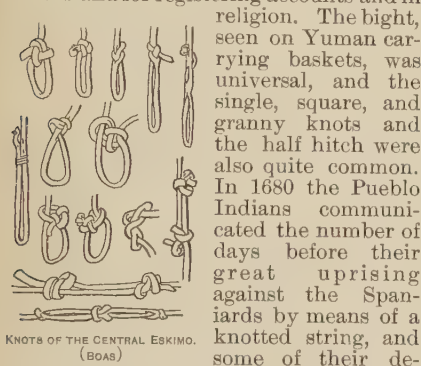 religion. The bight,
seen on Yuman car-
rying baskets, was
universal, and the
single, square, and
granny knots and
the half hitch were
also quite common.
In 1680 the Pueblo
Indians communi-
cated the number of
days before their
great uprising
against the Span-
iards by means of a
knotted string, and
some of their de-
KNOTS OF THE CENTRAL ESKIMO.
(BOAS)